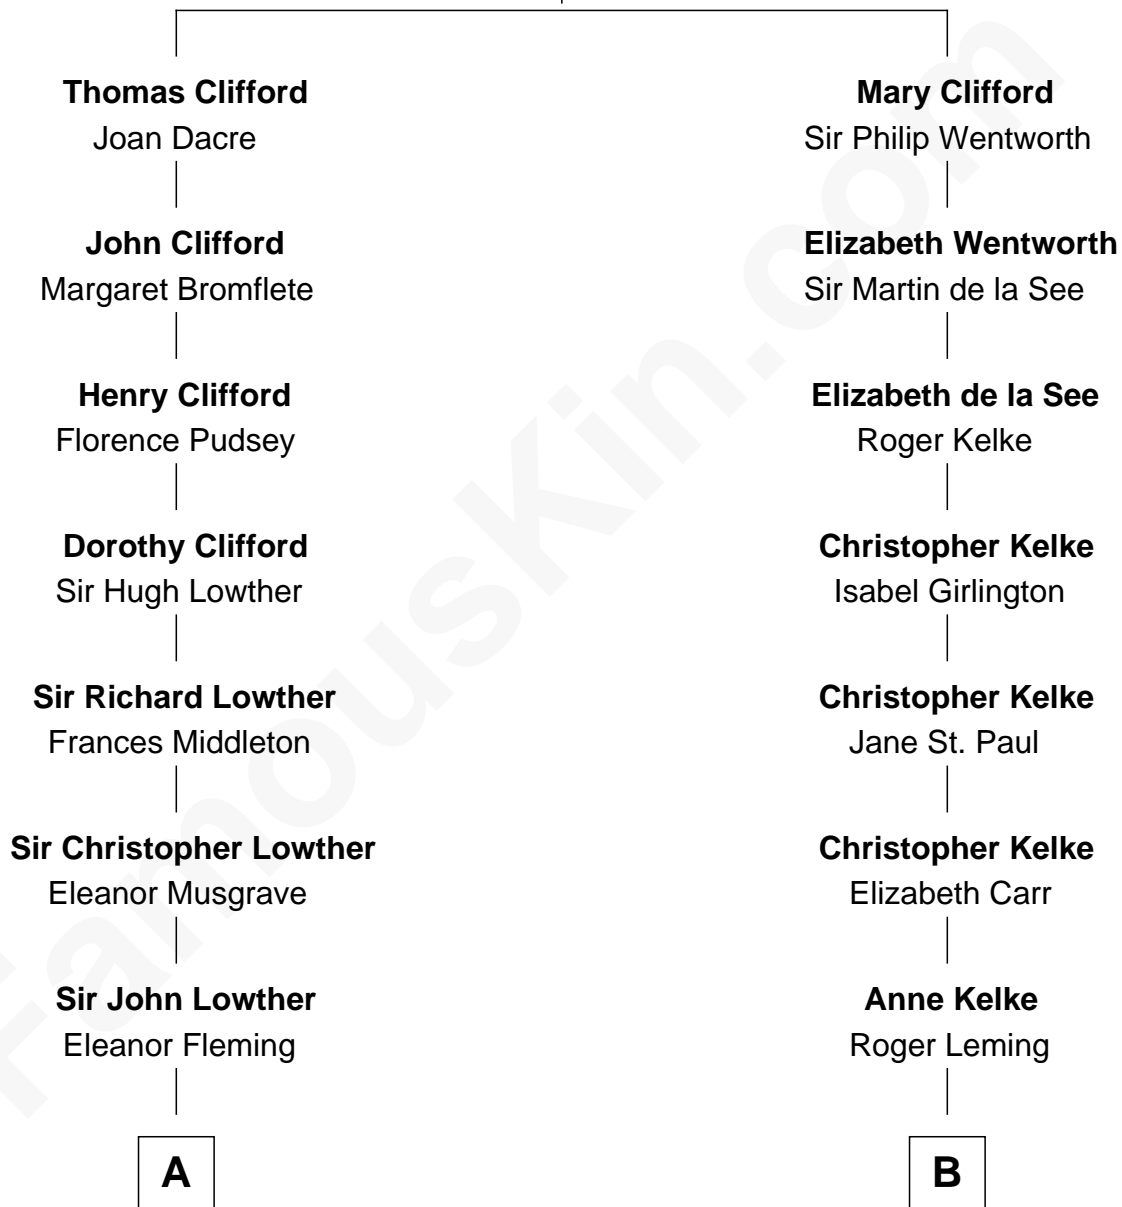 Thomas Clifford
Joan Dacre
John Clifford
Margaret Bromflete
Henry Clifford
Florence Pudsey
Dorothy Clifford
Sir Hugh Lowther
Sir Richard Lowther
Frances Middleton
Sir Christopher Lowther
Eleanor Musgrave
Sir John Lowther
Eleanor Fleming
A
Mary Clifford
Sir Philip Wentworth
Elizabeth Wentworth
Sir Martin de la See
Elizabeth de la See
Roger Kelke
Christopher Kelke
Isabel Girlington
Christopher Kelke
Jane St. Paul
Christopher Kelke
Elizabeth Carr
Anne Kelke
Roger Leming
B
FamousKin.com